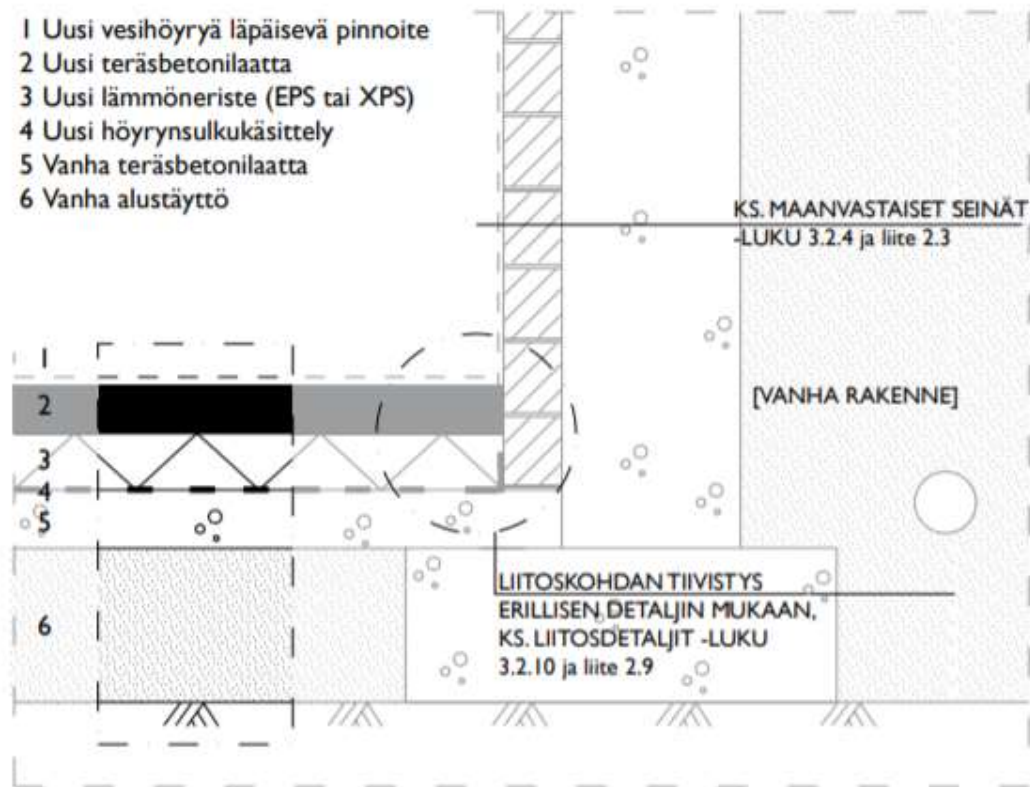 1 Uusi vesihöyryä läpäisevä pinnoite
2 Uusi teräsbetonilaatta
3 Uusi lämmöneriste (EPS tai XPS)
4 Uusi höyrynsulkukäsittely
5 Vanha teräsbetonilaatta
6 Vanha alustäyttö
KS. MAANVASTAISET SEINÄT
-LUKU 3.2.4 ja liite 2.3
1
2
[VANHA RAKENNE]
3
4
5
6
LIITOSKOHDAN TIIVISTYS
ERILLISEN DETALJIN MUKAAN,
KS. LIITOSDETALJIT -LUKU
3.2.10 ja liite 2.9